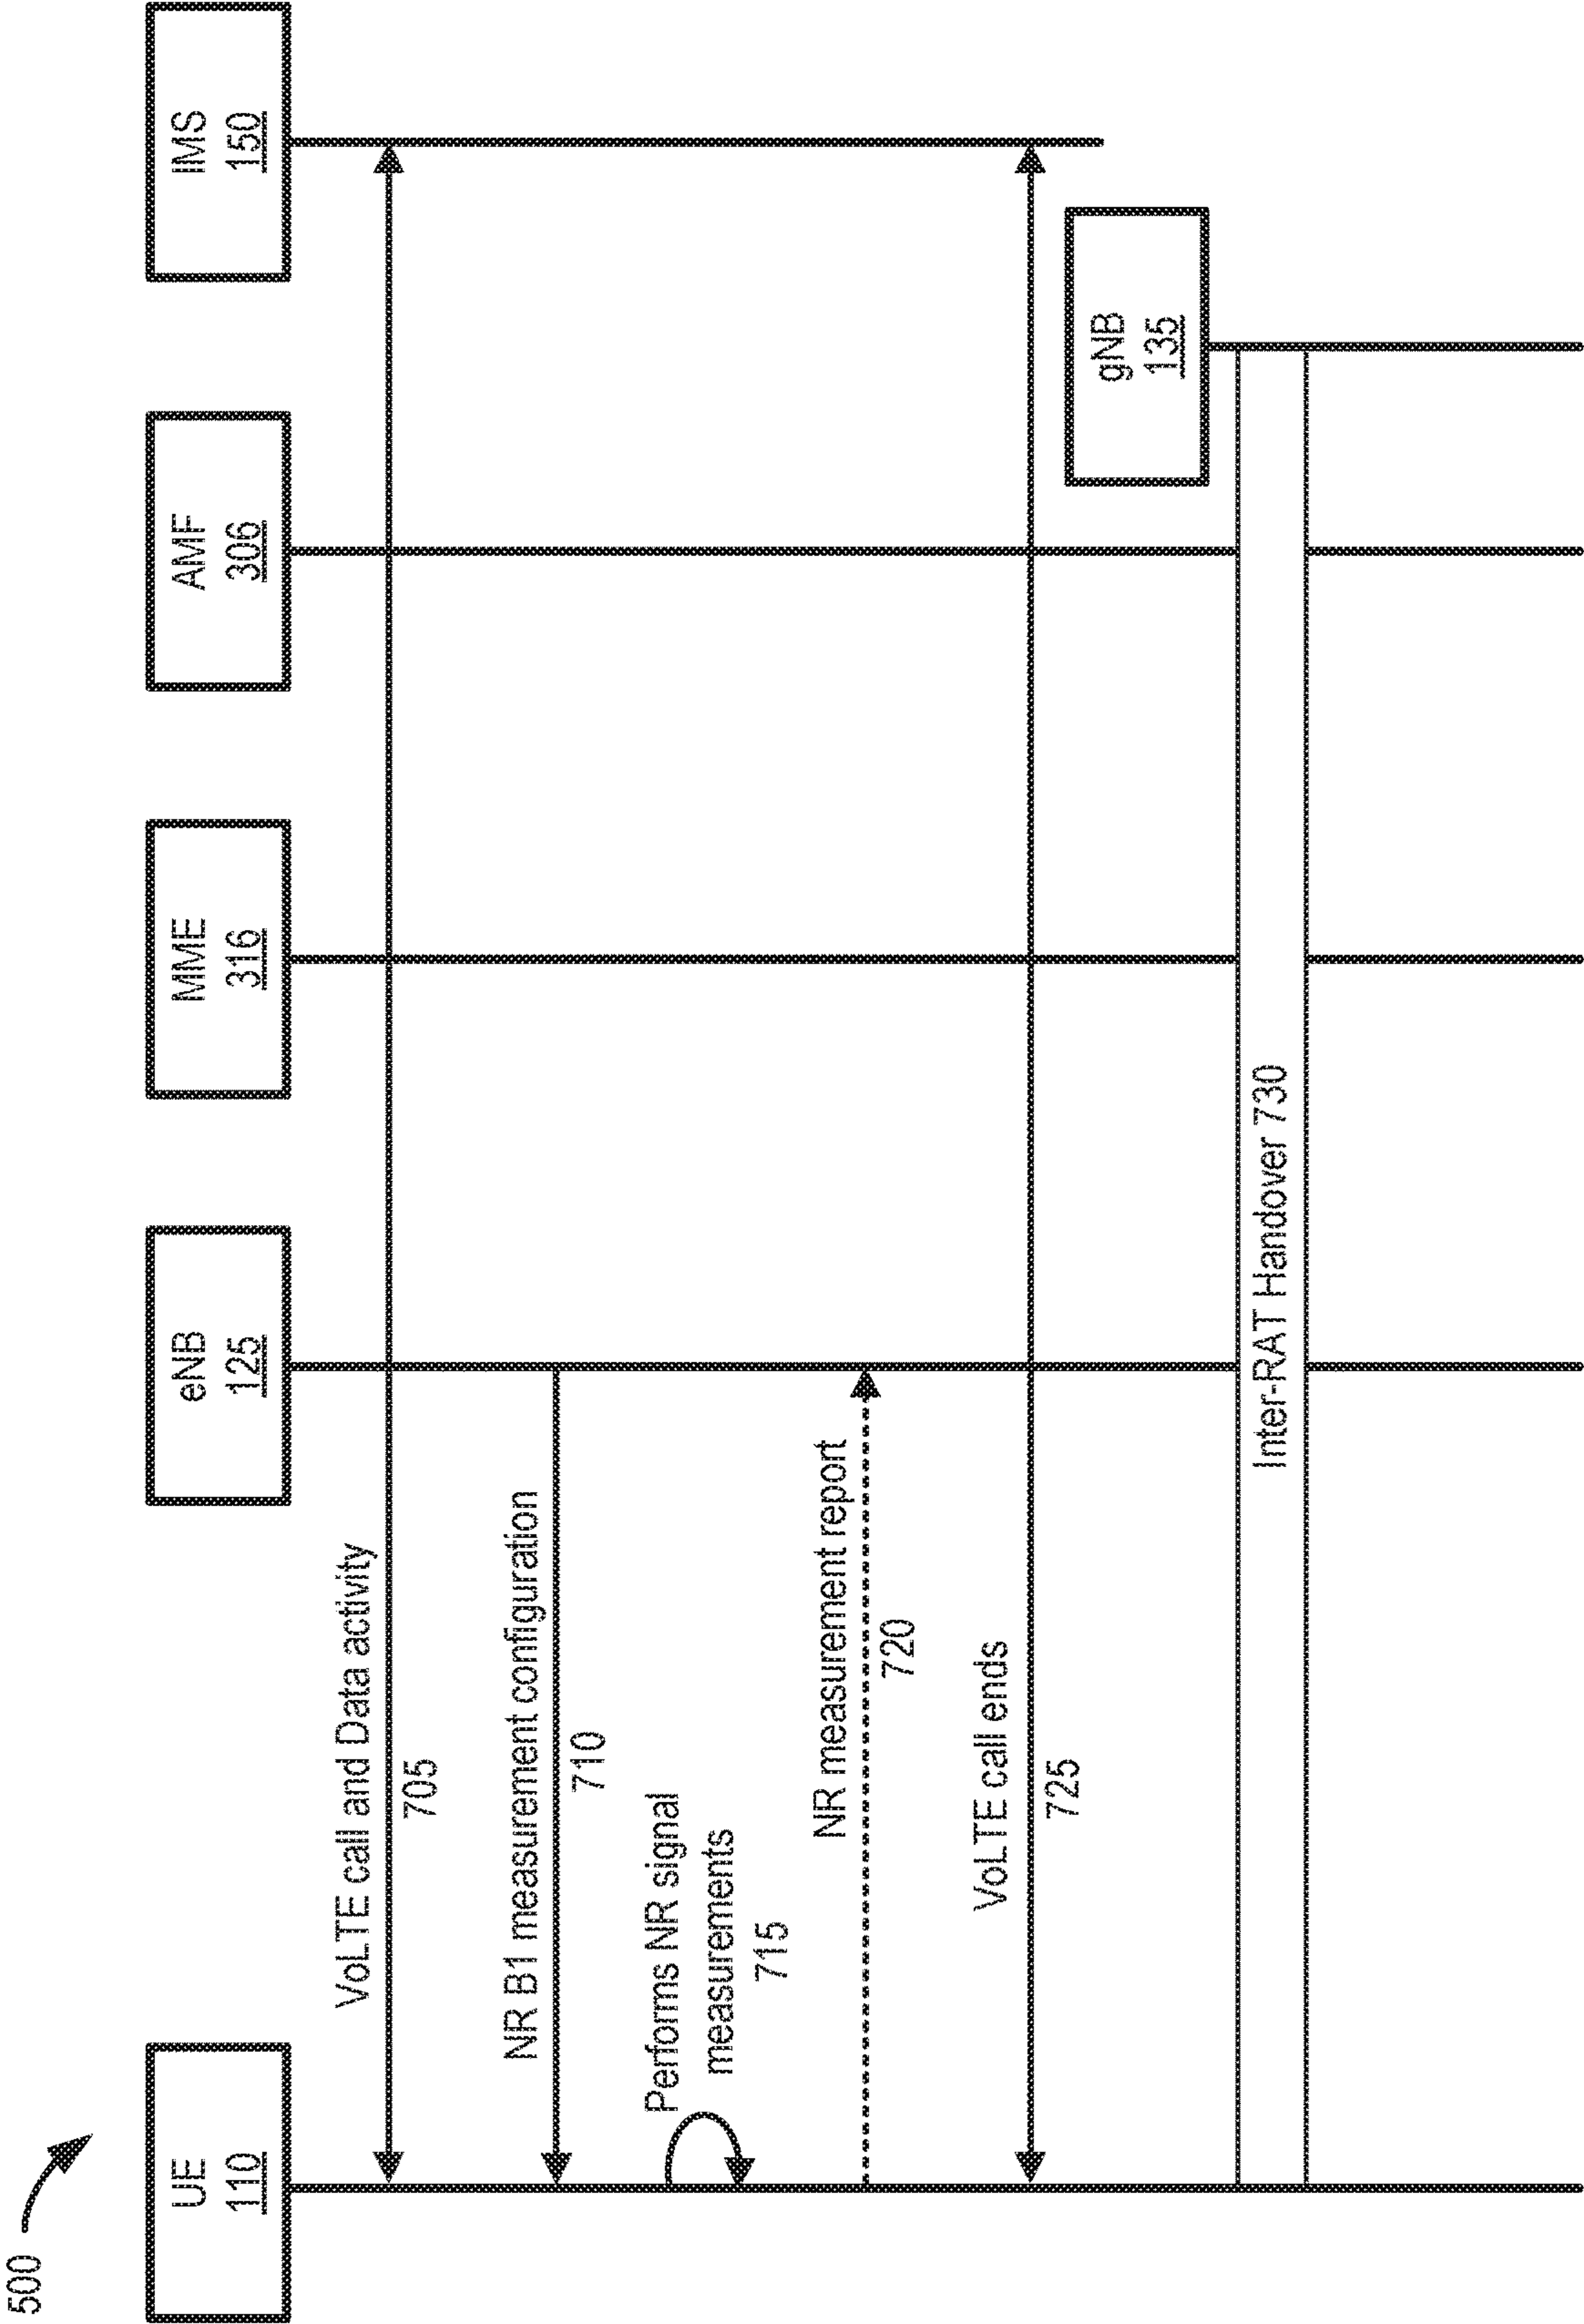 500
UE
110
eNB
125
MME
316
AMF
306
IMS
150
VoLTE call and Data activity
705
NR B1 measurement configuration
710
Performs NR signal
measurements
715
NR measurement report
720
VoLTE call ends
725
gNB
135
Inter-RAT Handover 730